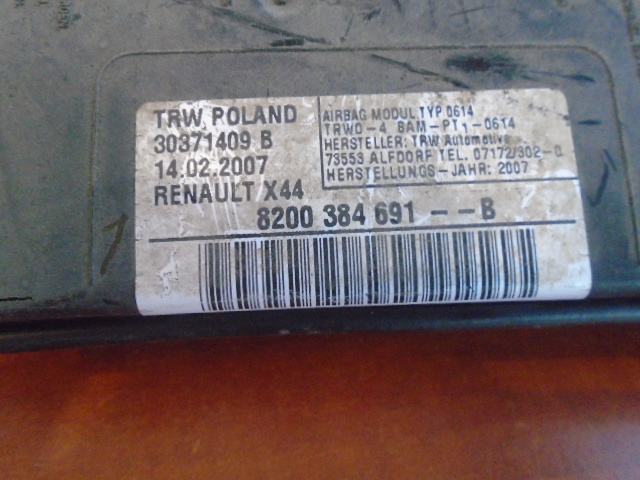 TRW POLAND
30371409 B
14.02.2007
RENAULT X44
AIRBAG MODUL TYP 0614
TRWO-4 BAM-PT1-0614
HERSTELLER: TRW Automotive
73553 ALFDORF TEL. 07172/302-0
HERSTELLUNGS-JAHR: 2007
8200 384 691 --B